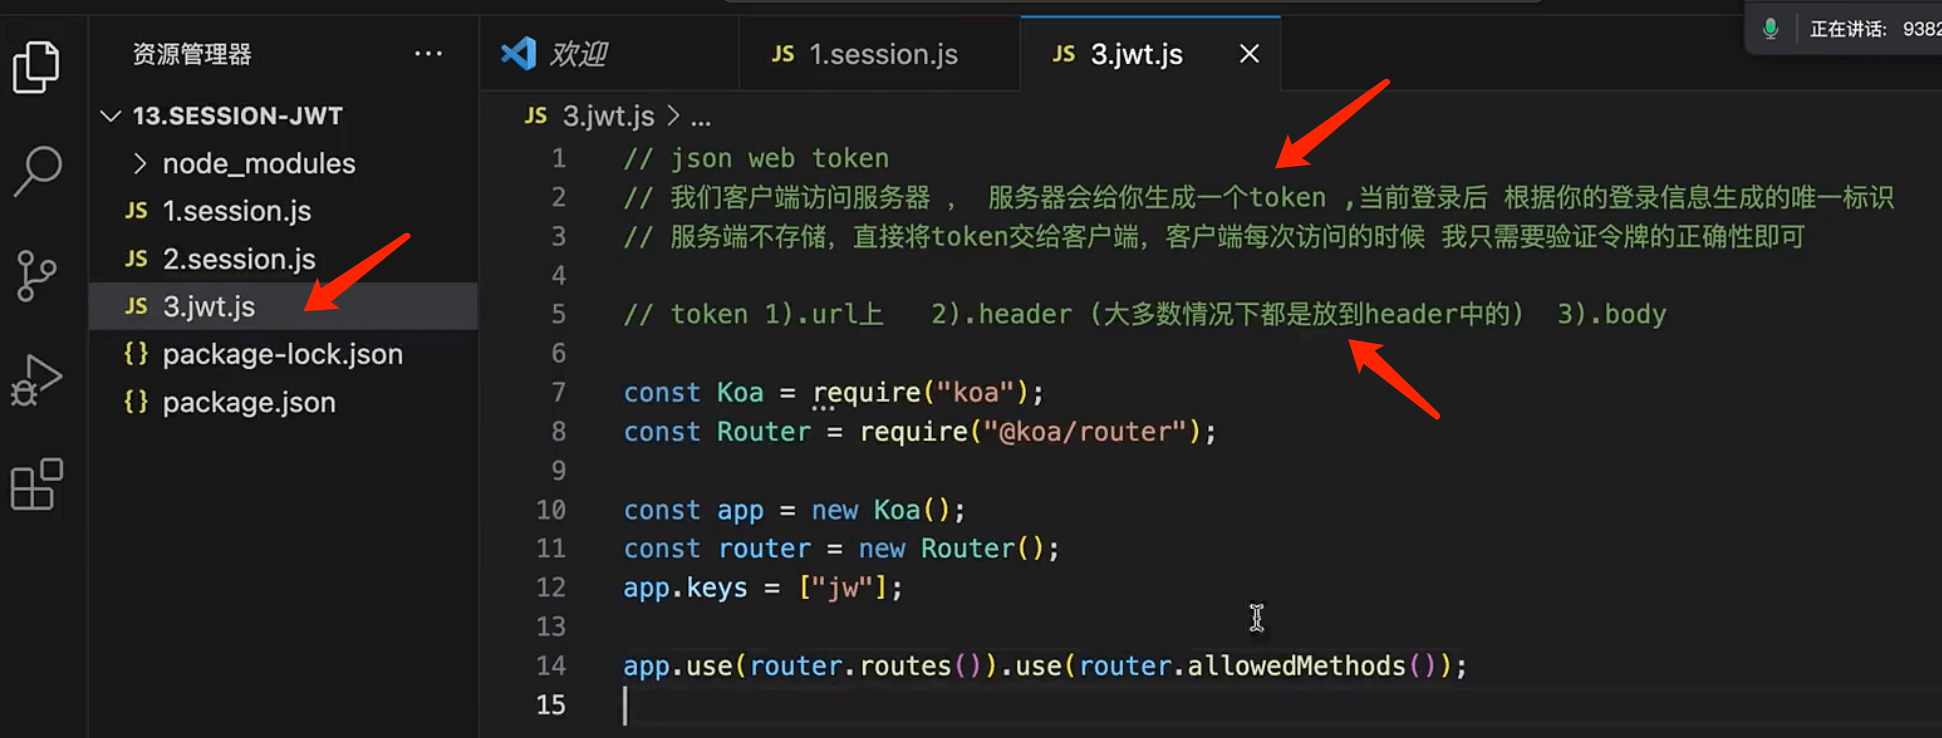 资源管理器 ...
13.SESSION-JWT
node_modules
JS 1.session.js
JS 2.session.js
JS 3.jwt.js
{} package-lock.json
{} package.json
欢迎
JS 1.session.js
JS 3.jwt.js
正在讲话:
JS 3.jwt.js > ...
1 // json web token
2 // 我们客户端访问服务器 , 服务器会给你生成一个token ,当前登录后 根据你的登录信息生成的唯一标识
3 // 服务端不存储，直接将token交给客户端，客户端每次访问的时候 我只需要验证令牌的正确性即可
4
5 // token 1).url上 2).header (大多数情况下都是放到header中的) 3).body
6
7 const Koa = require("koa");
8 const Router = require("@koa/router");
9
10 const app = new Koa();
11 const router = new Router();
12 app.keys = ["jw"];
13
14 app.use(router.routes()).use(router.allowedMethods());
15